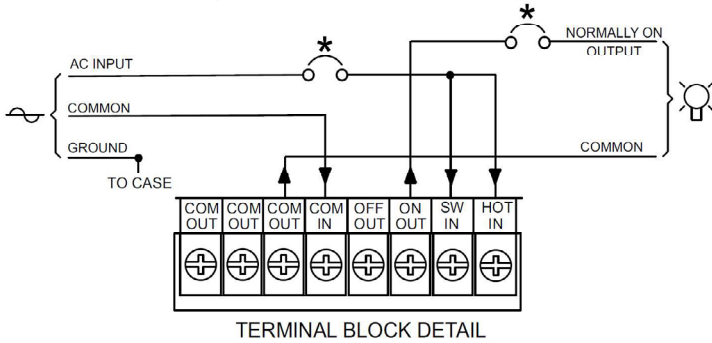 *
NORMALLY ON
OUTPUT
*
AC INPUT
COMMON
GROUND
COMMON
TO CASE
COM OUT
COM OUT
COM OUT
COM IN
OFF OUT
ON OUT
SW IN
HOT IN
TERMINAL BLOCK DETAIL